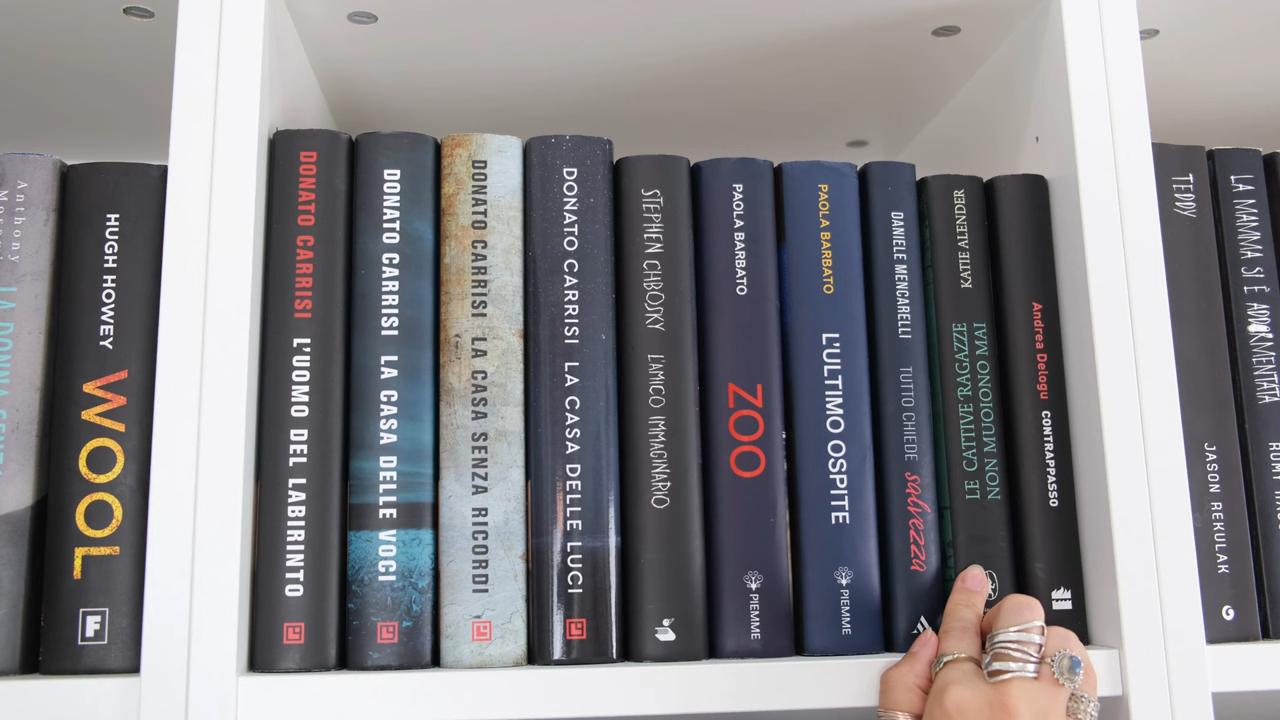 Anthony
LA DONNA
HUGH HOWEY
WOOL
F
DONATO CARRISI L'UOMO DEL LABIRINTO
DONATO CARRISI LA CASA DELLE VOCI
DONATO CARRISI LA CASA SENZA RICORDI
DONATO CARRISI LA CASA DELLE LUCI
STEPHEN CHBOSKY L'AMICO IMMAGINARIO
PAOLA BARBATO
ZOO
PIEMME
PAOLA BARBATO
L'ULTIMO OSPITE
PIEMME
DANIELE MENCARELLI TUTTO CHIEDE salvezza
KATIE ALENDER
LE CATTIVE RAGAZZE
NON MUOIONO MAI
Andrea Delogu CONTRAPPASSO
TEDDY
JASON REKULAK
LA MAMMA SI È ADDORMENTATA